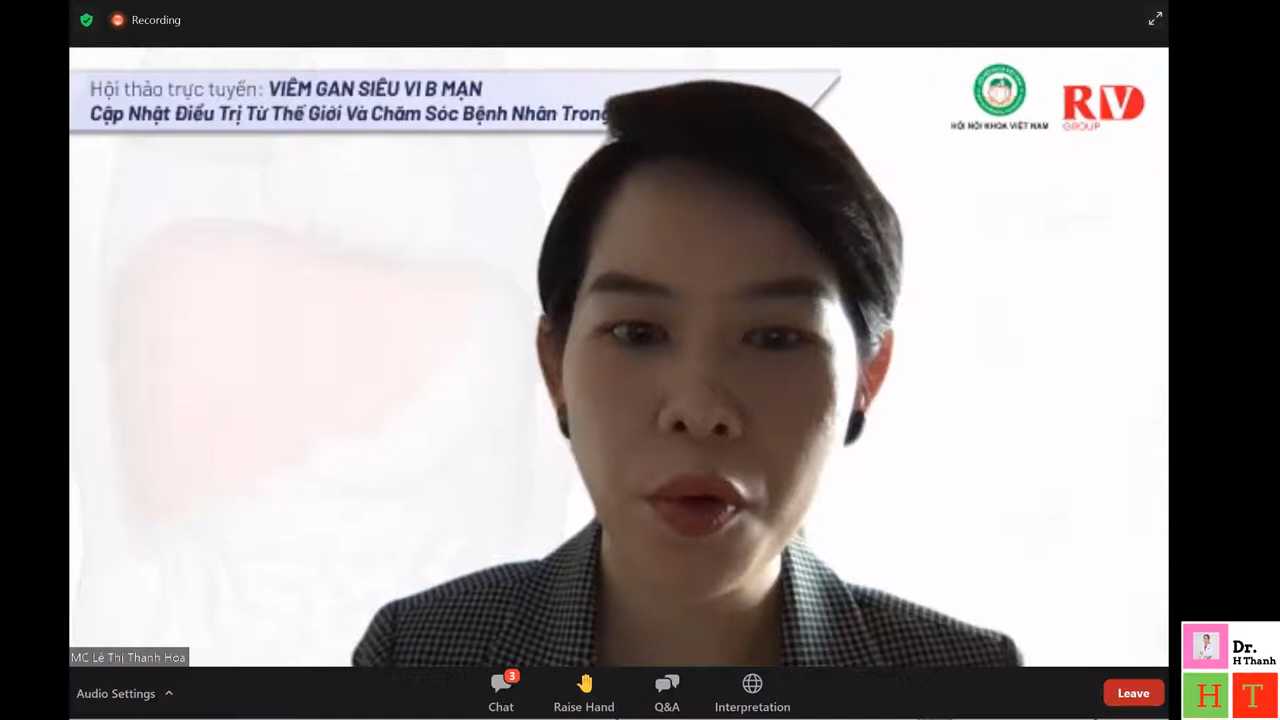 Recording
Hội thảo trực tuyến: VIÊM GAN SIÊU VI B MẠN
Cập Nhật Điều Trị Từ Thế Giới Và Chăm Sóc Bệnh Nhân Trong
HỘI NỘI KHOA VIỆT NAM
RV
GROUP
MC Lê Thị Thanh Hoa
Audio Settings
3
Chat
Raise Hand
Q&A
Interpretation
Leave
Dr.
H Thanh
H T